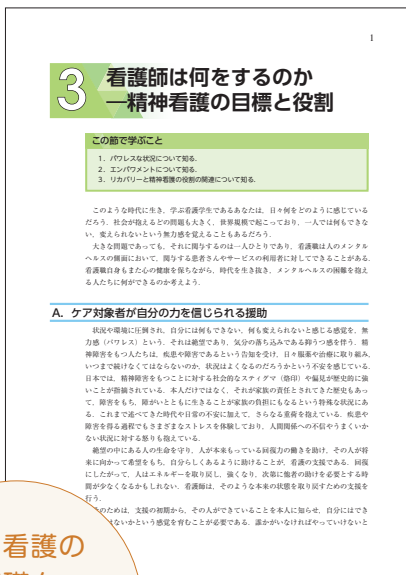 1
3
看護師は何をするのか
―精神看護の目標と役割
この節で学ぶこと
1. パワレスな状況について知る.
2. エンパワメントについて知る.
3. リカバリーと精神看護の役割の関連について知る.
このような時代に生き，学ぶ看護学生であるあなたは，日々何をどのように感じている
だろう．社会が抱えるどの問題も大きく，世界規模で起こっており，一人では何もできな
い，変えられないという無力感を覚えることもあるだろう．
大きな問題であっても，それに関与するのは一人ひとりであり，看護職は人のメンタル
ヘルスの側面において，関与する患者さんやサービスの利用者に対してできることがある．
看護職自身もまた心の健康を保ちながら，時代を生き抜き，メンタルヘルスの困難を抱え
る人たちに何ができるのか考えよう．
A. ケア対象者が自分の力を信じられる援助
状況や環境に圧倒され，自分には何もできない，何も変えられないと感じる感覚を，無
力感（パワレス）という．それは絶望であり，気分の落ち込みである抑うつ感を伴う．精
神障害をもつ人たちは，疾患や障害であるという告知を受け，日々服薬や治療に取り組み，
いつまで続けなくてはならないのか，状況はよくなるのだろうかという不安を感じている．
日本では，精神障害をもつことに対する社会的なスティグマ（烙印）や偏見が歴史的に強
いことが指摘されている．本人だけではなく，それが家族の責任とされてきた歴史もあっ
て，障害をもち，障がいとともに生きることが家族の負担にもなるという特殊な状況にあ
る．これまで述べてきた時代や日常の不安に加えて，さらなる重荷を抱えている．疾患や
障害を得る過程でもさまざまなストレスを体験しており，人間関係への不信やうまくいか
ない状況に対する怒りも抱えている．
絶望の中にある人の生命を守り，人が本来もっている回復力の働きを助け，その人が将
来に向かって希望をもち，自分らしくあるように助けることが，看護の支援である．回復
にしたがって，人はエネルギーを取り戻し，強くなり，次第に他者の助けを必要とする時
間が少なくなるかもしれない．看護師は，そのような本来の状態を取り戻すための支援を
行う．
のためは，支援の初期から，その人ができていることを本人に知らせ，自分にはでき
はないかという感覚を育むことが必要である．誰かがいなければやっていけないと
看護の